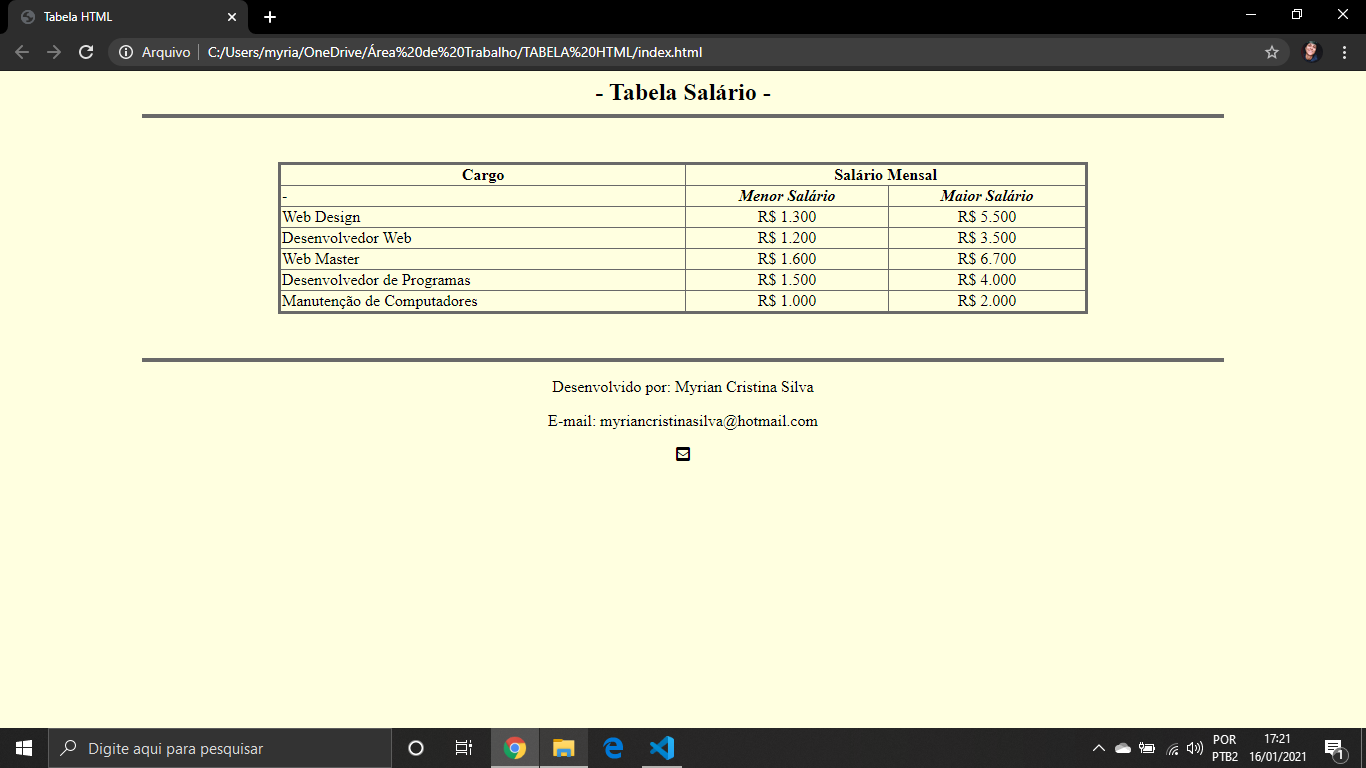 Tabela HTML
Arquivo C:/Users/myria/OneDrive/Área%20de%20Trabalho/TABELA%20HTML/index.html
- Tabela Salário -
Cargo Salário Mensal
- Menor Salário Maior Salário
Web Design R$ 1.300 R$ 5.500
Desenvolvedor Web R$ 1.200 R$ 3.500
Web Master R$ 1.600 R$ 6.700
Desenvolvedor de Programas R$ 1.500 R$ 4.000
Manutenção de Computadores R$ 1.000 R$ 2.000
Desenvolvido por: Myrian Cristina Silva
E-mail: myriancristinasilva@hotmail.com
Digite aqui para pesquisar
POR
PTB2
17:21
16/01/2021
1